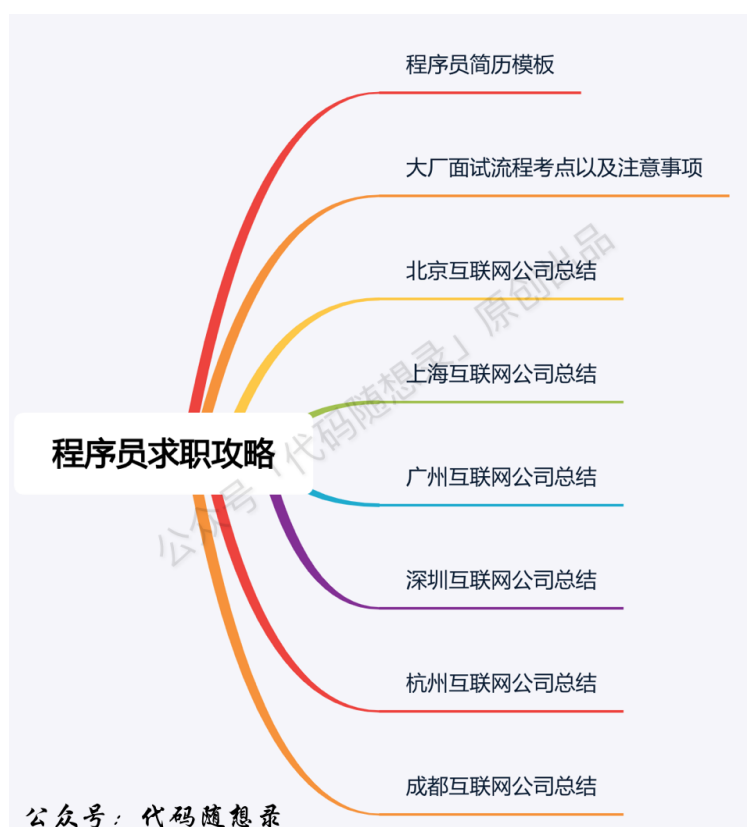 程序员简历模板
大厂面试流程考点以及注意事项
北京互联网公司总结
上海互联网公司总结
程序员求职攻略
广州互联网公司总结
深圳互联网公司总结
杭州互联网公司总结
成都互联网公司总结
公众号「代码随想录」原创出品
公众号：代码随想录